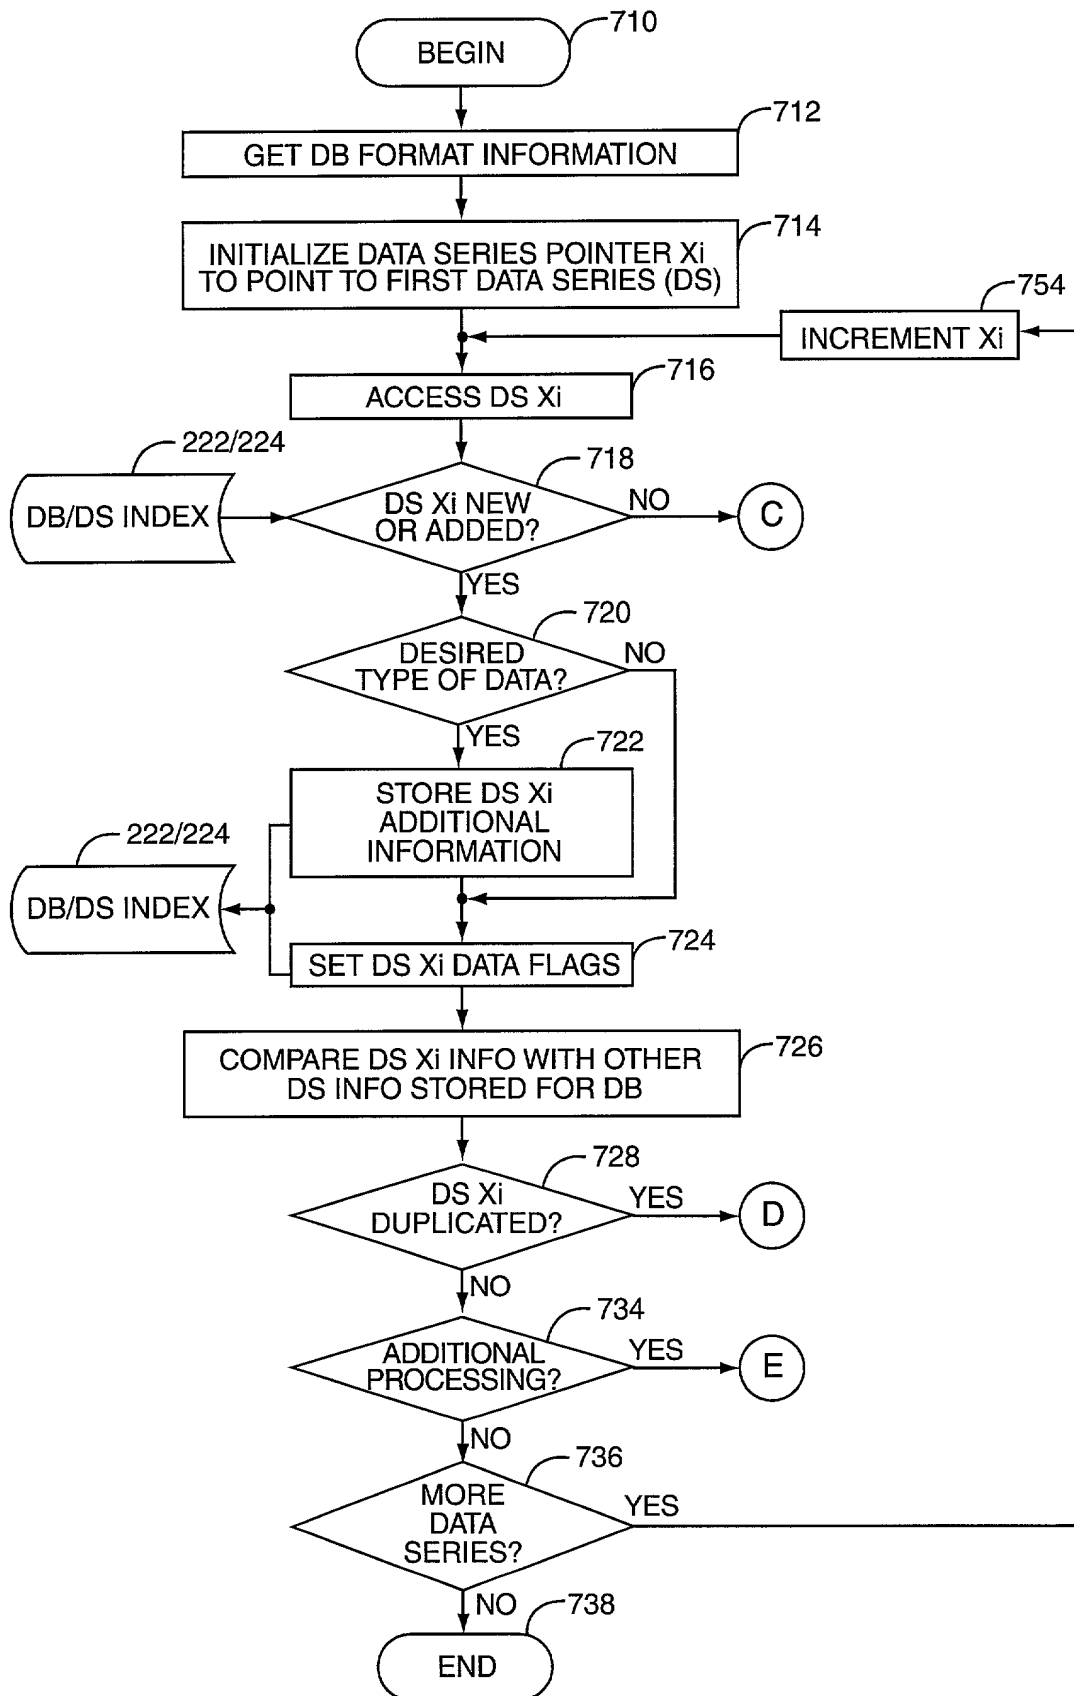 710
BEGIN
712
GET DB FORMAT INFORMATION
714
INITIALIZE DATA SERIES POINTER Xi
TO POINT TO FIRST DATA SERIES (DS)
754
INCREMENT Xi
716
ACCESS DS Xi
222/224
DB/DS INDEX
718
DS Xi NEW
OR ADDED?
NO
C
YES
720
DESIRED
TYPE OF DATA?
NO
YES
722
STORE DS Xi
ADDITIONAL
INFORMATION
222/224
DB/DS INDEX
724
SET DS Xi DATA FLAGS
726
COMPARE DS Xi INFO WITH OTHER
DS INFO STORED FOR DB
728
DS Xi
DUPLICATED?
YES
D
NO
734
ADDITIONAL
PROCESSING?
YES
E
NO
736
MORE
DATA
SERIES?
YES
NO
738
END